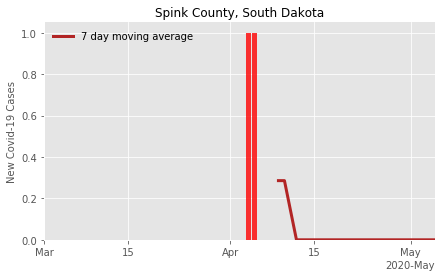 Spink County, South Dakota
7 day moving average
New Covid-19 Cases
1.0
0.8
0.6
0.4
0.2
0.0
Mar
15
Apr
15
May
2020-May